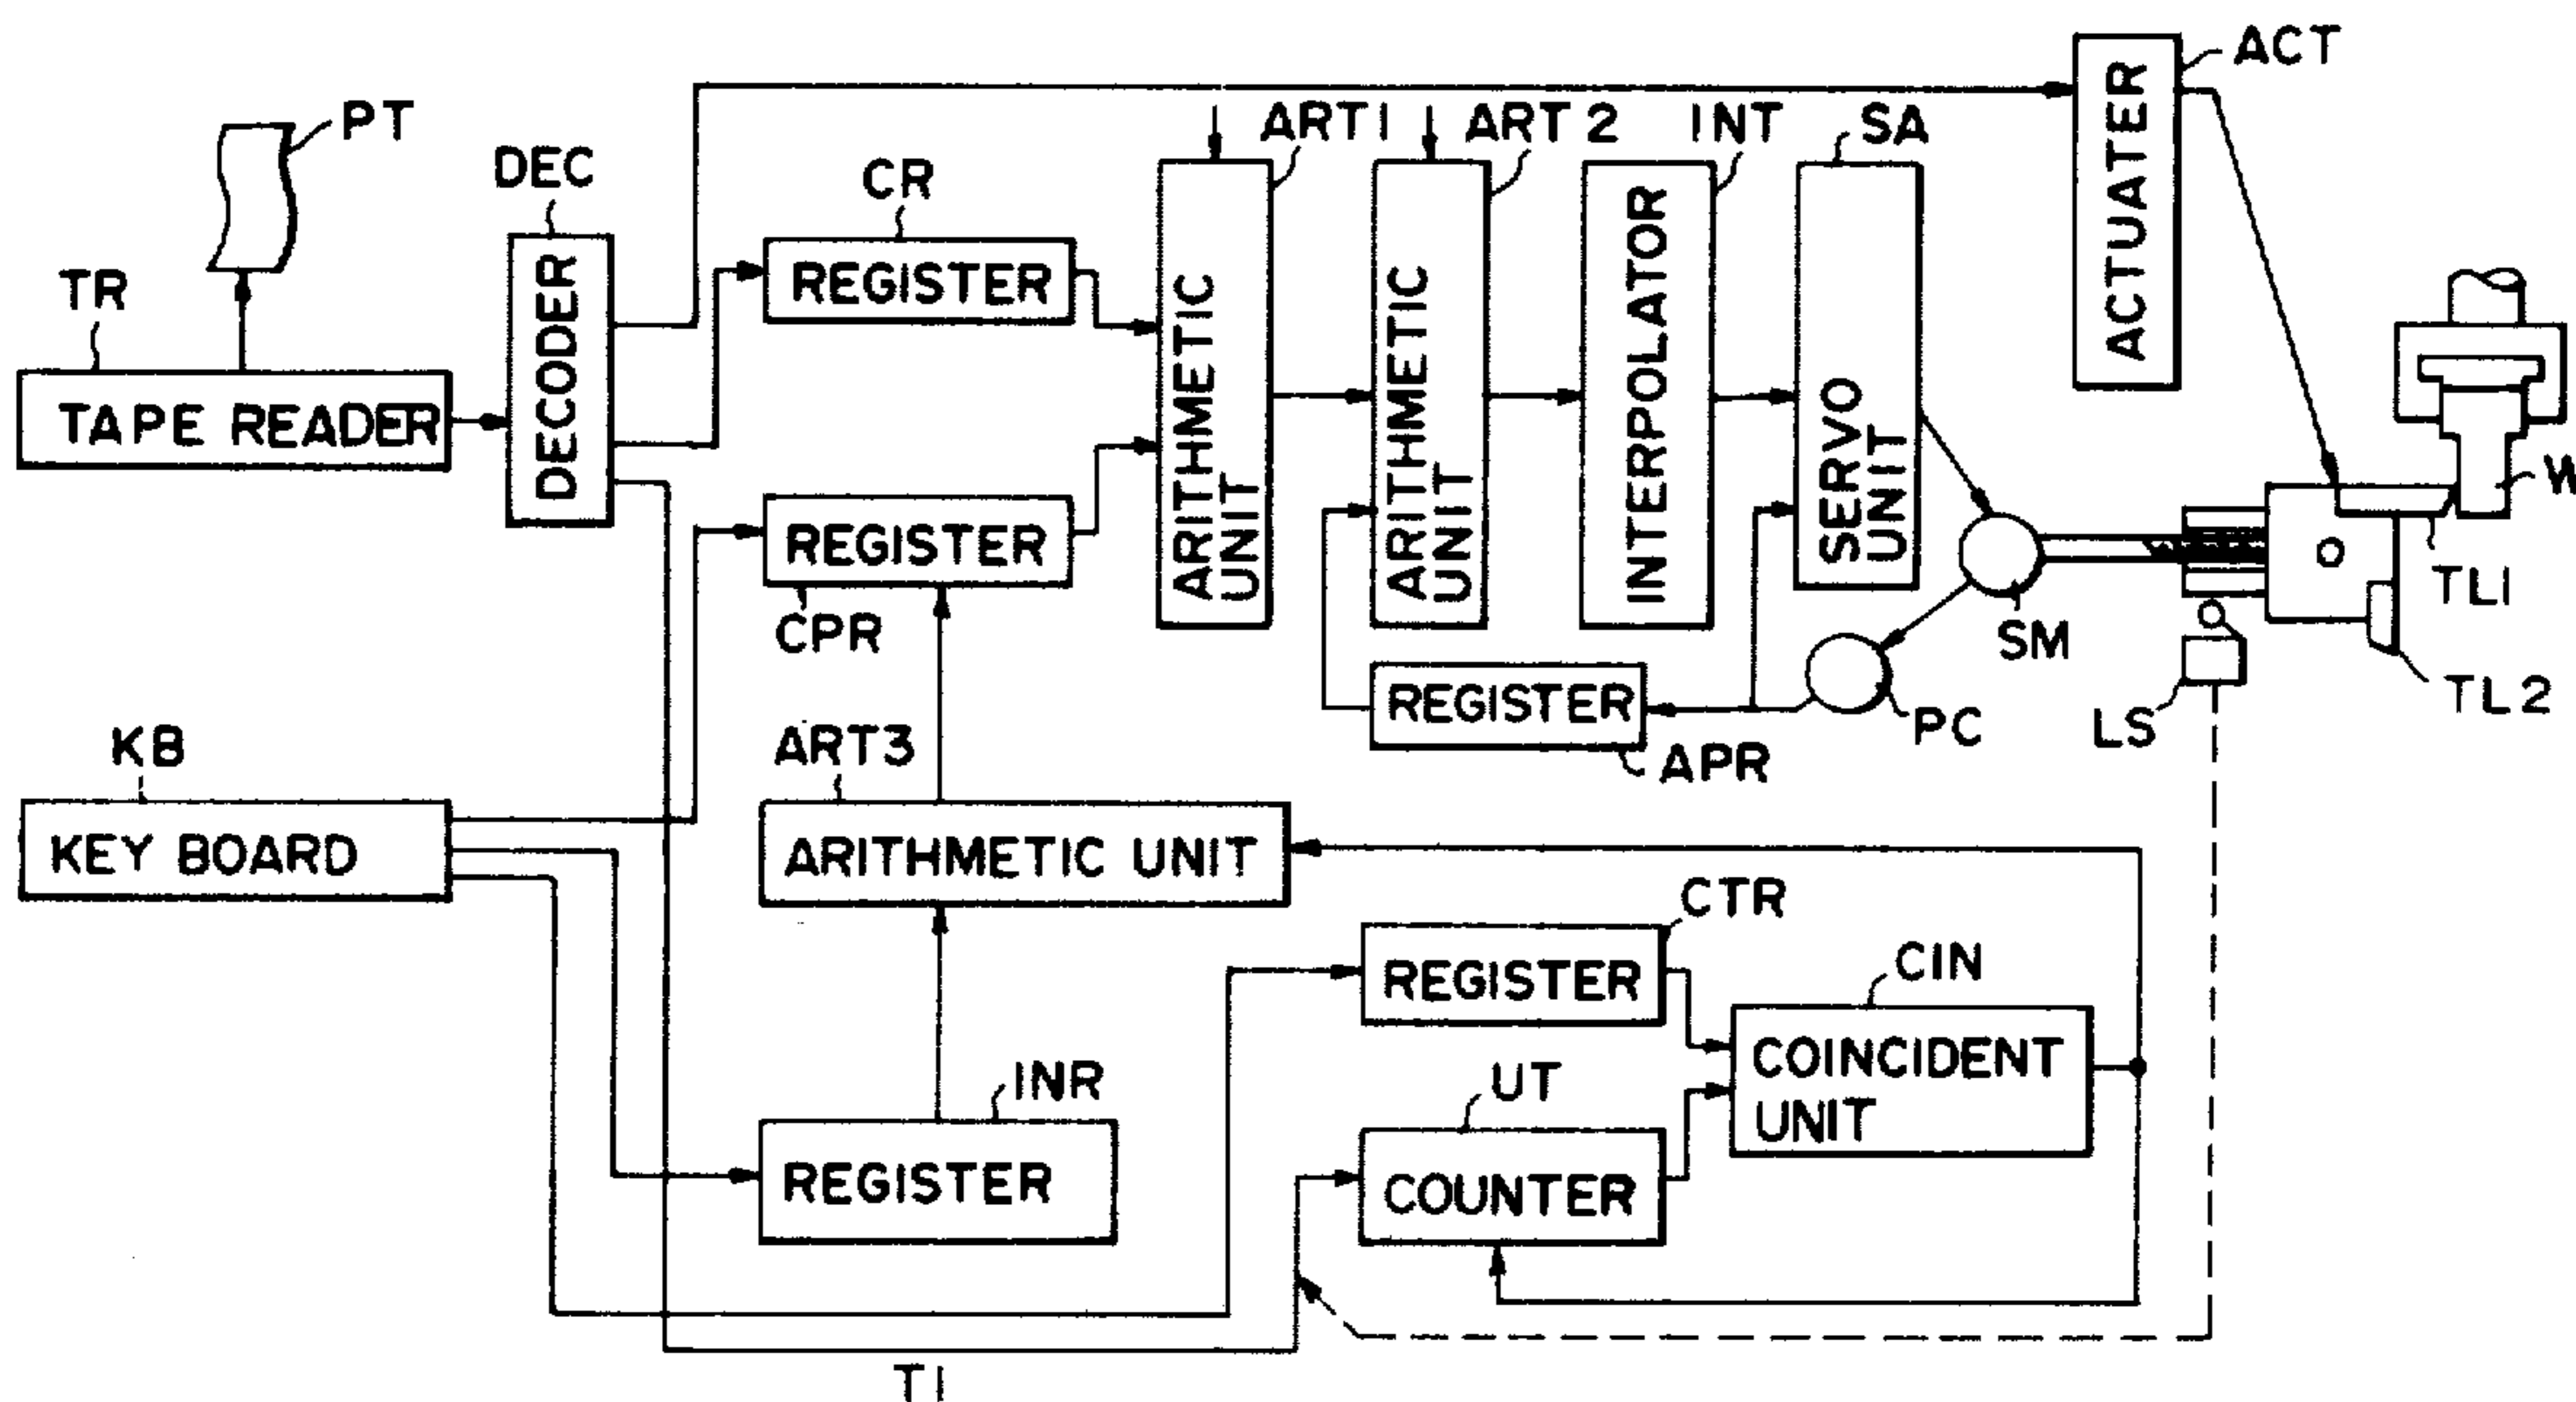 ACT
PT
ART1
ART2
INT
SA
DEC
CR
TR
TAPE READER
DECODER
REGISTER
ARITHMETIC
UNIT
ARITHMETIC
UNIT
INTERPOLATOR
SERVO
UNIT
ACTUATER
W
REGISTER
CPR
SM
TL1
TL2
REGISTER
APR
PC
LS
KB
KEY BOARD
ART3
ARITHMETIC UNIT
CTR
REGISTER
CIN
COINCIDENT
UNIT
INR
REGISTER
UT
COUNTER
T1